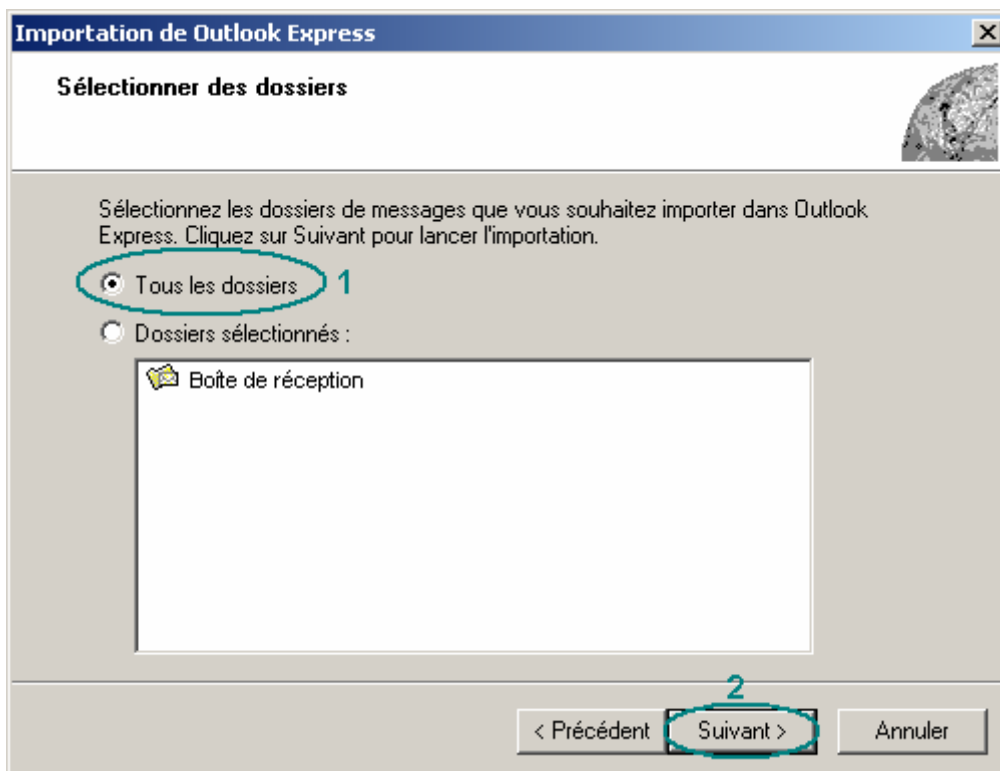 Importation de Outlook Express
Sélectionner des dossiers
Sélectionnez les dossiers de messages que vous souhaitez importer dans Outlook
Express. Cliquez sur Suivant pour lancer l'importation.
Tous les dossiers 1
Dossiers sélectionnés :
Boîte de réception
2
< Précédent Suivant > Annuler